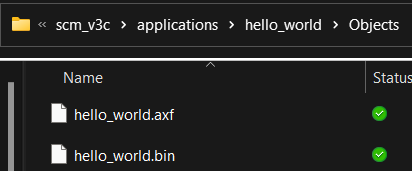 « scm_v3c > applications > hello_world > Objects
Name Status
hello_world.axf
hello_world.bin